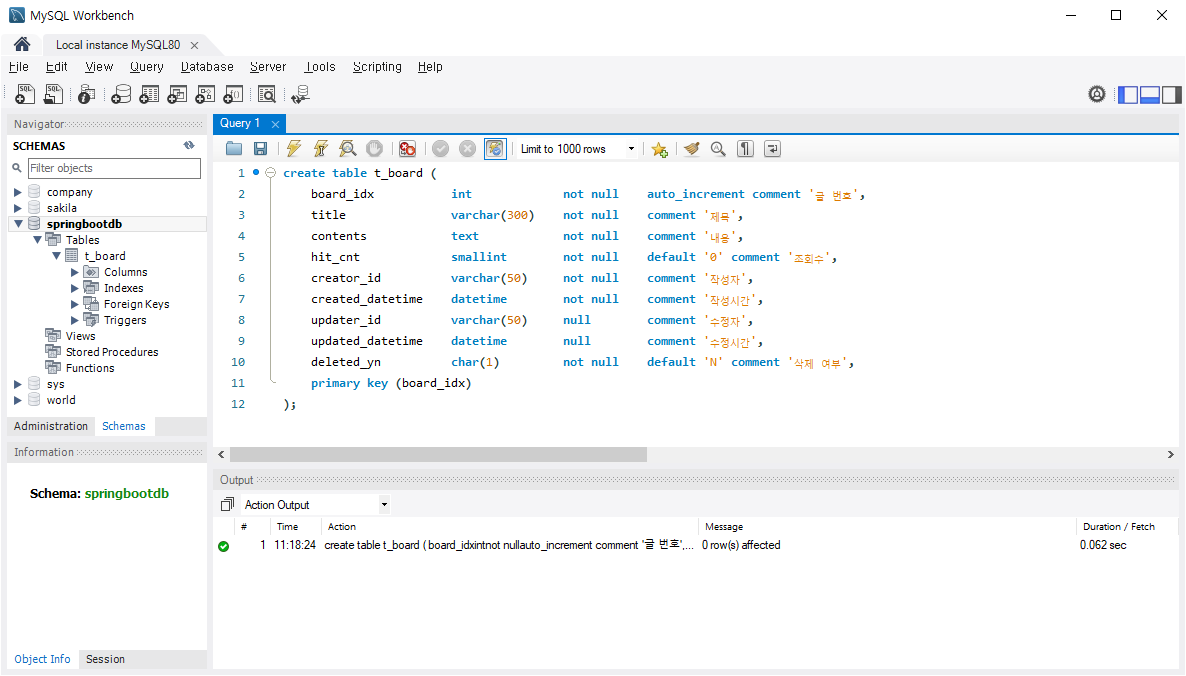 MySQL Workbench
Local instance MySQL80
File Edit View Query Database Server Tools Scripting Help
Navigator
SCHEMAS
Filter objects
company
sakila
springbootdb
Tables
t_board
Columns
Indexes
Foreign Keys
Triggers
Views
Stored Procedures
Functions
sys
world
Administration Schemas
Information
Schema: springbootdb
Object Info Session
Query 1
Limit to 1000 rows
1 create table t_board (
2 board_idx int not null auto_increment comment '글 번호',
3 title varchar(300) not null comment '제목',
4 contents text not null comment '내용',
5 hit_cnt smallint not null default '0' comment '조회수',
6 creator_id varchar(50) not null comment '작성자',
7 created_datetime datetime not null comment '작성시간',
8 updater_id varchar(50) null comment '수정자',
9 updated_datetime datetime null comment '수정시간',
10 deleted_yn char(1) not null default 'N' comment '삭제 여부',
11 primary key (board_idx)
12 );
Output
Action Output
# Time Action Message Duration / Fetch
1 11:18:24 create table t_board ( board_idxintnot nullauto_increment comment '글 번호',... 0 row(s) affected 0.062 sec